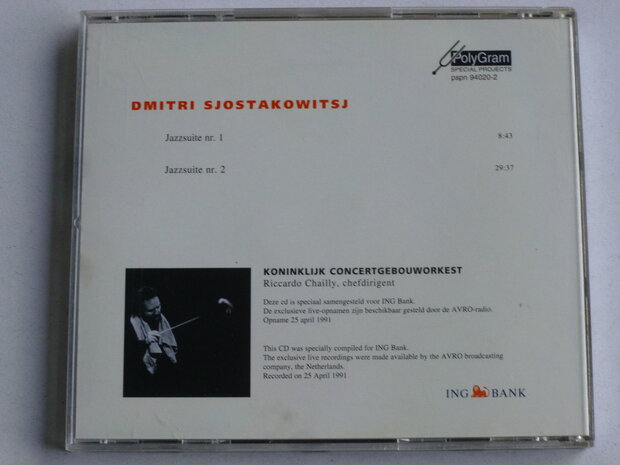 PolyGram
SPECIAL PROJECTS
pspn 94020-2
DMITRI SJOSTAKOWITSJ
Jazzsuite nr. 1 8:43
Jazzsuite nr. 2 29:37
KONINKLIJK CONCERTGEBOUWORKEST
Riccardo Chailly, chefdirigent
Deze cd is speciaal samengesteld voor ING Bank.
De exclusieve live-opnamen zijn beschikbaar gesteld door de AVRO-radio.
Opname 25 april 1991
This CD was specially compiled for ING Bank.
The exclusive live recordings were made available by the AVRO broadcasting
company, the Netherlands.
Recorded on 25 April 1991
ING BANK